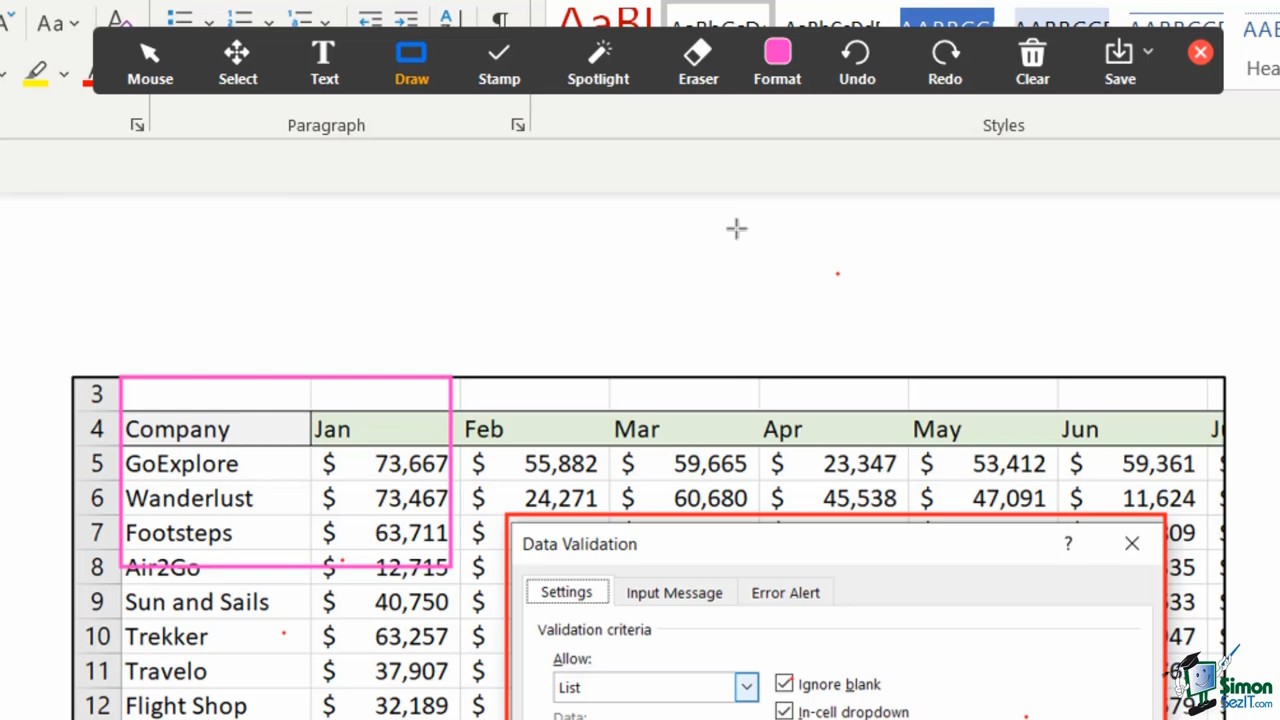 Aa
A
¶
AaBl
AaBbCcDd
AaBbCcDdE
Mouse
Select
Text
Draw
Stamp
Spotlight
Eraser
Format
Undo
Redo
Clear
Save
Hea
Paragraph
Styles
3
4 Company Jan Feb Mar Apr May Jun
5 GoExplore $ 73,667 $ 55,882 $ 59,665 $ 23,347 $ 53,412 $ 59,361
6 Wanderlust $ 73,467 $ 24,271 $ 60,680 $ 45,538 $ 47,091 $ 11,624
7 Footsteps $ 63,711 $
8 Air2Go $ 12,715 $
9 Sun and Sails $ 40,750 $
10 Trekker $ 63,257 $
11 Travelo $ 37,907 $
12 Flight Shop $ 32,189 $
Data Validation ?
Settings Input Message Error Alert
Validation criteria
Allow:
List
Ignore blank
Data:
In-cell dropdown
Simon
SezIT.com